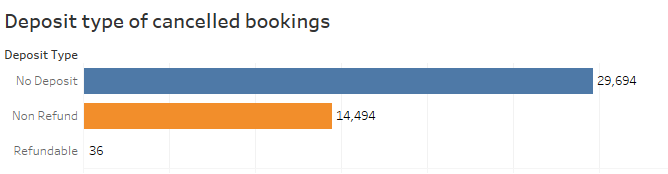 Deposit type of cancelled bookings
Deposit Type
No Deposit 29,694
Non Refund 14,494
Refundable 36